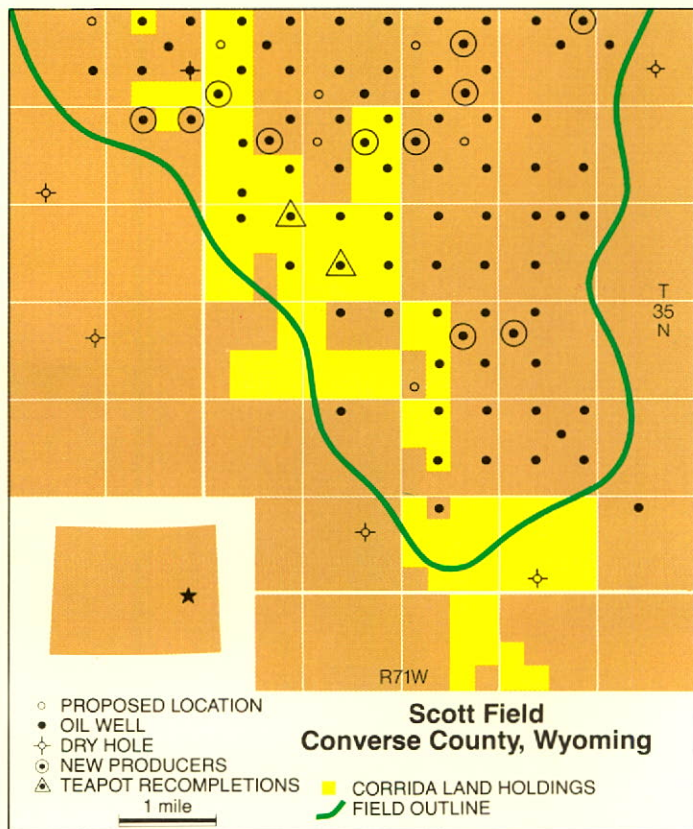 T
35
N
R71W
PROPOSED LOCATION
OIL WELL
DRY HOLE
NEW PRODUCERS
TEAPOT RECOMPLETIONS
1 mile
Scott Field
Converse County, Wyoming
CORRIDA LAND HOLDINGS
FIELD OUTLINE